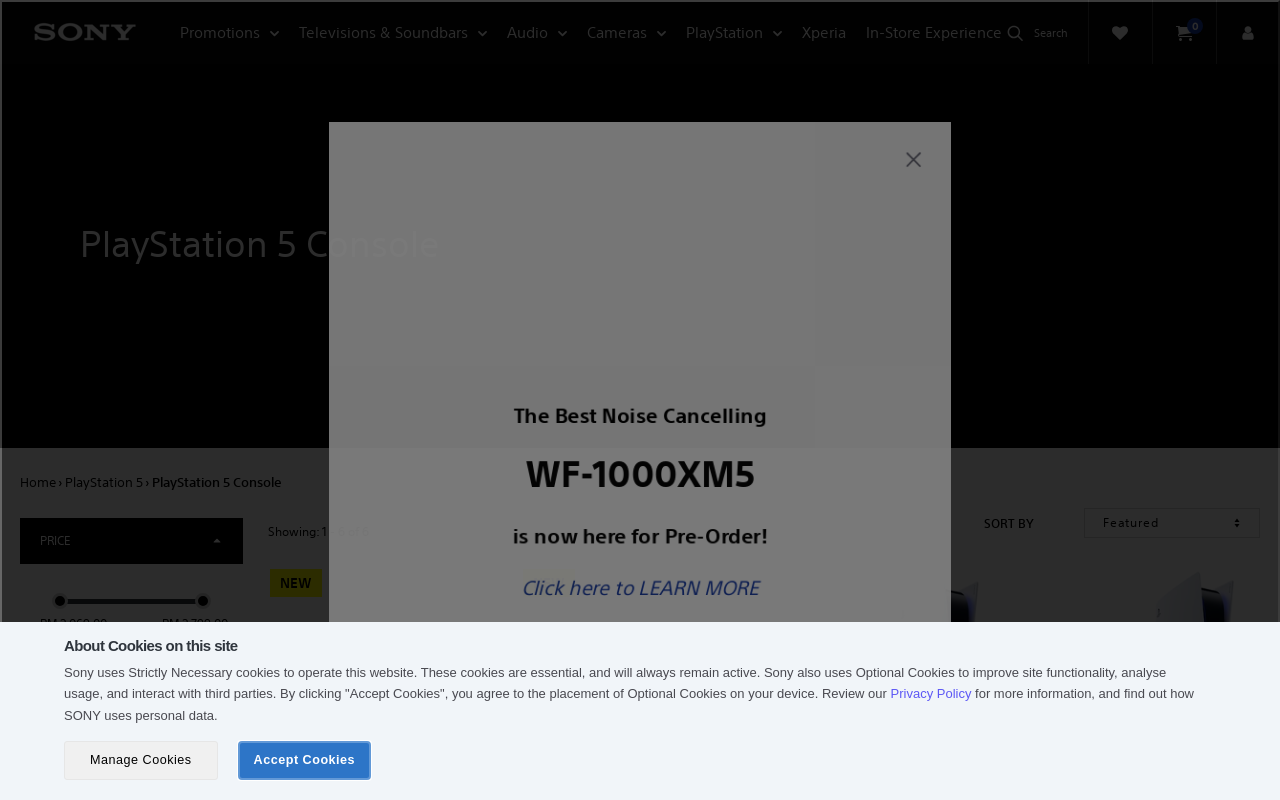 SONY
Promotions
Televisions & Soundbars
Audio
Cameras
PlayStation
Xperia
In-Store Experience
Search
0
PlayStation 5 Console
The Best Noise Cancelling
WF-1000XM5
is now here for Pre-Order!
Click here to LEARN MORE
Home › PlayStation 5 › PlayStation 5 Console
PRICE
Showing: 1
SORT BY
Featured
NEW
About Cookies on this site
Sony uses Strictly Necessary cookies to operate this website. These cookies are essential, and will always remain active. Sony also uses Optional Cookies to improve site functionality, analyse
usage, and interact with third parties. By clicking "Accept Cookies", you agree to the placement of Optional Cookies on your device. Review our Privacy Policy for more information, and find out how
SONY uses personal data.
Manage Cookies
Accept Cookies